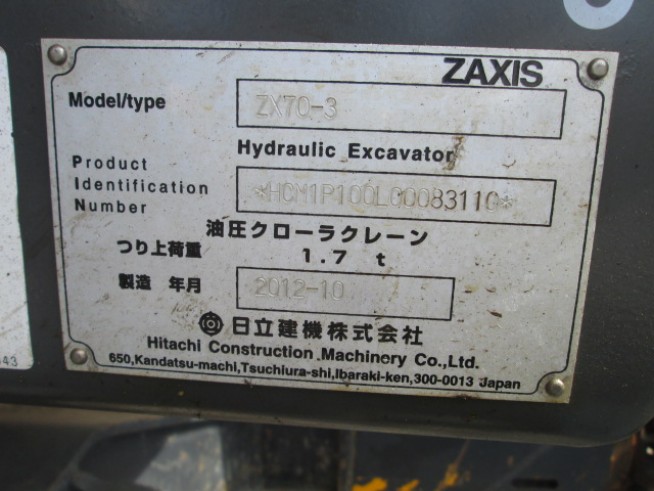 ZAXIS
Model/type ZX70-3
Hydraulic Excavator
Product
Identification
Number
油圧クローラクレーン
つり上荷重 1.7 t
製造 年月 2012-10
日立建機株式会社
Hitachi Construction Machinery Co.,Ltd.
650,Kandatsu-machi,Tsuchiura-shi,Ibaraki-ken,300-0013 Japan
43